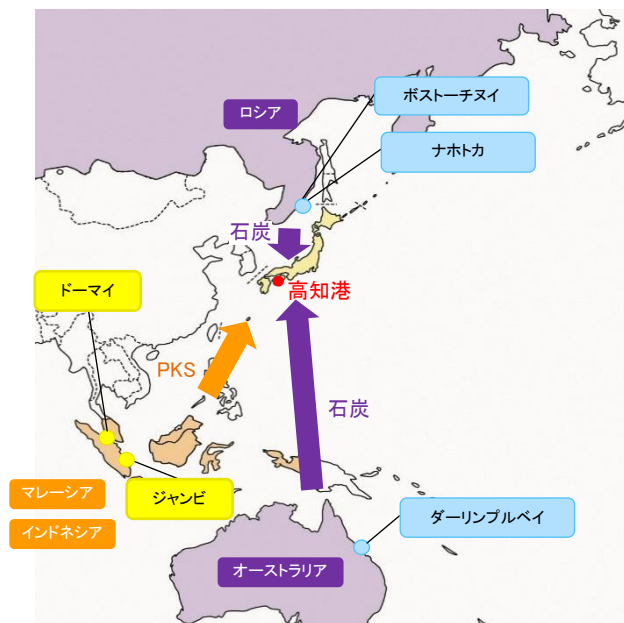 ボストーチヌイ
ロシア
ナホトカ
石炭
ドーマイ
高知港
PKS
石炭
マレーシア
ジャンビ
インドネシア
ダーリンプルベイ
オーストラリア